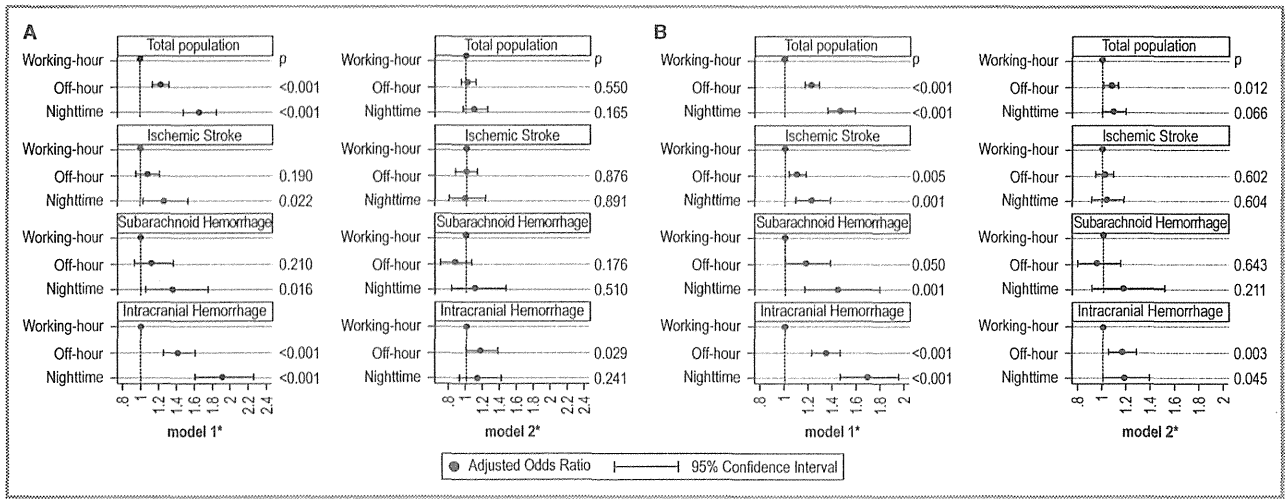 A
Total population
Working-hour p
Off-hour <0.001
Nighttime <0.001
Ischemic Stroke
Working-hour
Off-hour 0.190
Nighttime 0.022
Subarachnoid Hemorrhage
Working-hour
Off-hour 0.210
Nighttime 0.016
Intracranial Hemorrhage
Working-hour
Off-hour <0.001
Nighttime <0.001
.8 1 1.2 1.4 1.6 1.8 2 2.2 2.4
model 1*
Total population
Working-hour p
Off-hour 0.550
Nighttime 0.165
Ischemic Stroke
Working-hour
Off-hour 0.876
Nighttime 0.891
Subarachnoid Hemorrhage
Working-hour
Off-hour 0.176
Nighttime 0.510
Intracranial Hemorrhage
Working-hour
Off-hour 0.029
Nighttime 0.241
.8 1 1.2 1.4 1.6 1.8 2 2.2 2.4
model 2*
B
Total population
Working-hour p
Off-hour <0.001
Nighttime <0.001
Ischemic Stroke
Working-hour
Off-hour 0.005
Nighttime 0.001
Subarachnoid Hemorrhage
Working-hour
Off-hour 0.050
Nighttime 0.001
Intracranial Hemorrhage
Working-hour
Off-hour <0.001
Nighttime <0.001
.8 1 1.2 1.4 1.6 1.8 2
model 1*
Total population
Working-hour p
Off-hour 0.012
Nighttime 0.066
Ischemic Stroke
Working-hour
Off-hour 0.602
Nighttime 0.604
Subarachnoid Hemorrhage
Working-hour
Off-hour 0.643
Nighttime 0.211
Intracranial Hemorrhage
Working-hour
Off-hour 0.003
Nighttime 0.045
.8 1 1.2 1.4 1.6 1.8 2
model 2*
Adjusted Odds Ratio 95% Confidence Interval